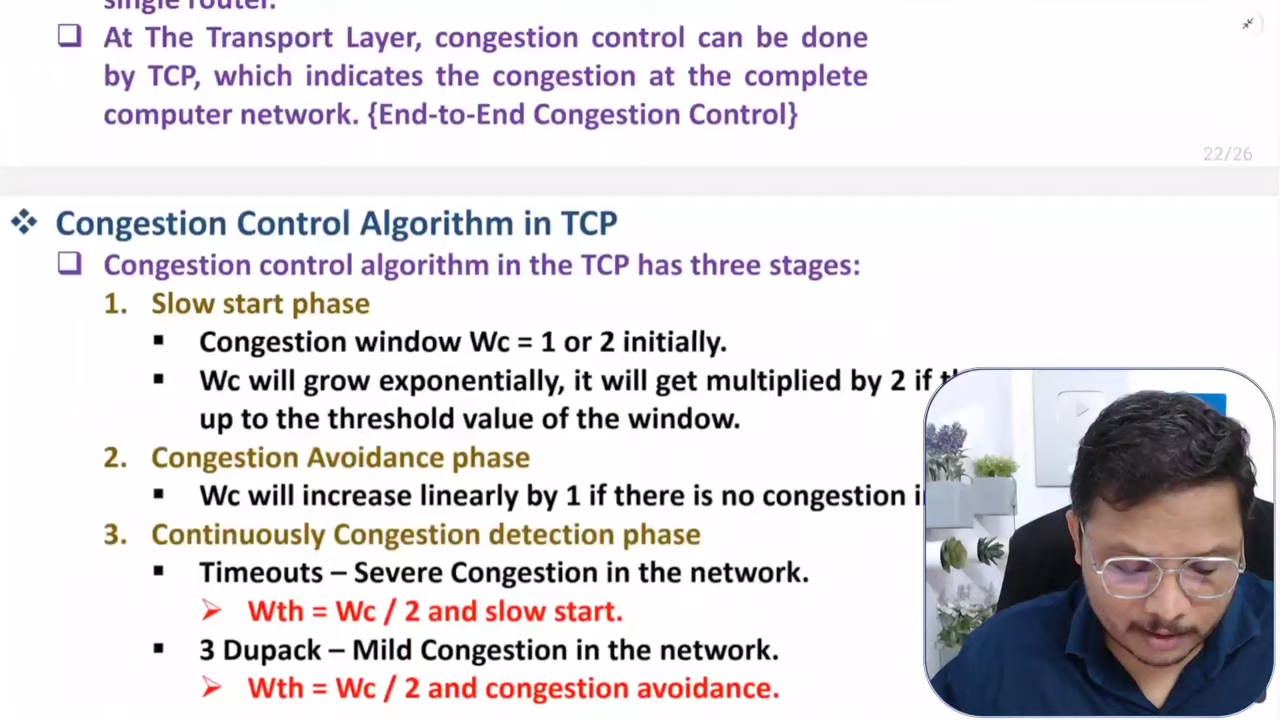 single router.
❑ At The Transport Layer, congestion control can be done
by TCP, which indicates the congestion at the complete
computer network. {End-to-End Congestion Control}
22/26
❖ Congestion Control Algorithm in TCP
❑ Congestion control algorithm in the TCP has three stages:
1. Slow start phase
▪ Congestion window Wc = 1 or 2 initially.
▪ Wc will grow exponentially, it will get multiplied by 2 if
up to the threshold value of the window.
2. Congestion Avoidance phase
▪ Wc will increase linearly by 1 if there is no congestion
3. Continuously Congestion detection phase
▪ Timeouts – Severe Congestion in the network.
➢ Wth = Wc / 2 and slow start.
▪ 3 Dupack – Mild Congestion in the network.
➢ Wth = Wc / 2 and congestion avoidance.